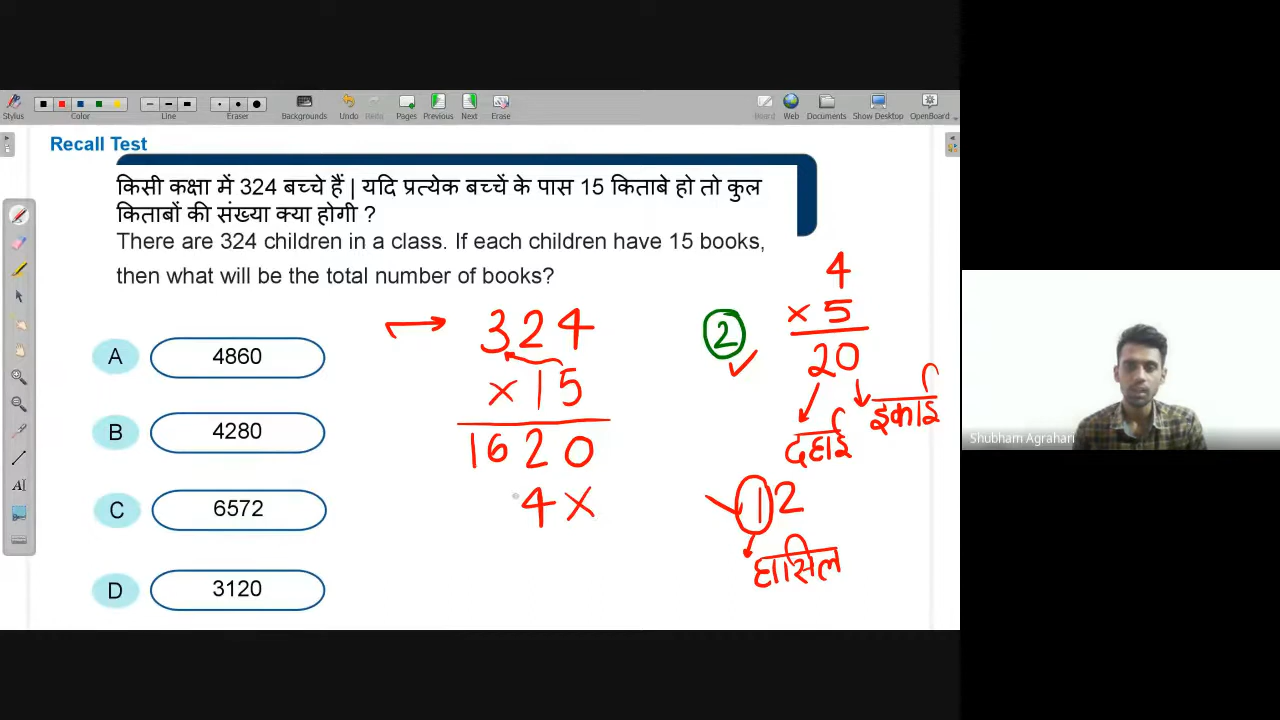 Stylus
Color
Line
Eraser
Backgrounds
Undo
Redo
Pages
Previous
Next
Erase
Board
Web
Documents
Show Desktop
OpenBoard
Recall Test
किसी कक्षा में 324 बच्चे हैं | यदि प्रत्येक बच्चें के पास 15 किताबे हो तो कुल
किताबों की संख्या क्या होगी ?
There are 324 children in a class. If each children have 15 books,
then what will be the total number of books?
A 4860
B 4280
C 6572
D 3120
324
×15
1620
4×
2
4
×5
20
दहाई
इकाई
12
हासिल
Shubham Agrahari